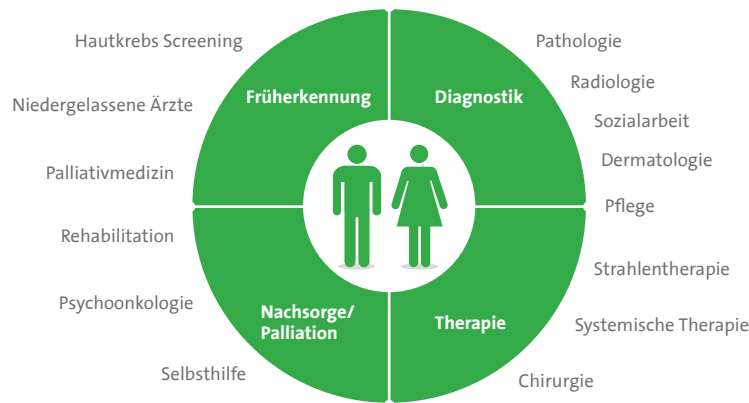 Hautkrebs Screening
Pathologie
Radiologie
Niedergelassene Ärzte
Früherkennung
Diagnostik
Sozialarbeit
Dermatologie
Palliativmedizin
Pflege
Rehabilitation
Strahlentherapie
Psychoonkologie
Nachsorge/
Palliation
Therapie
Systemische Therapie
Selbsthilfe
Chirurgie